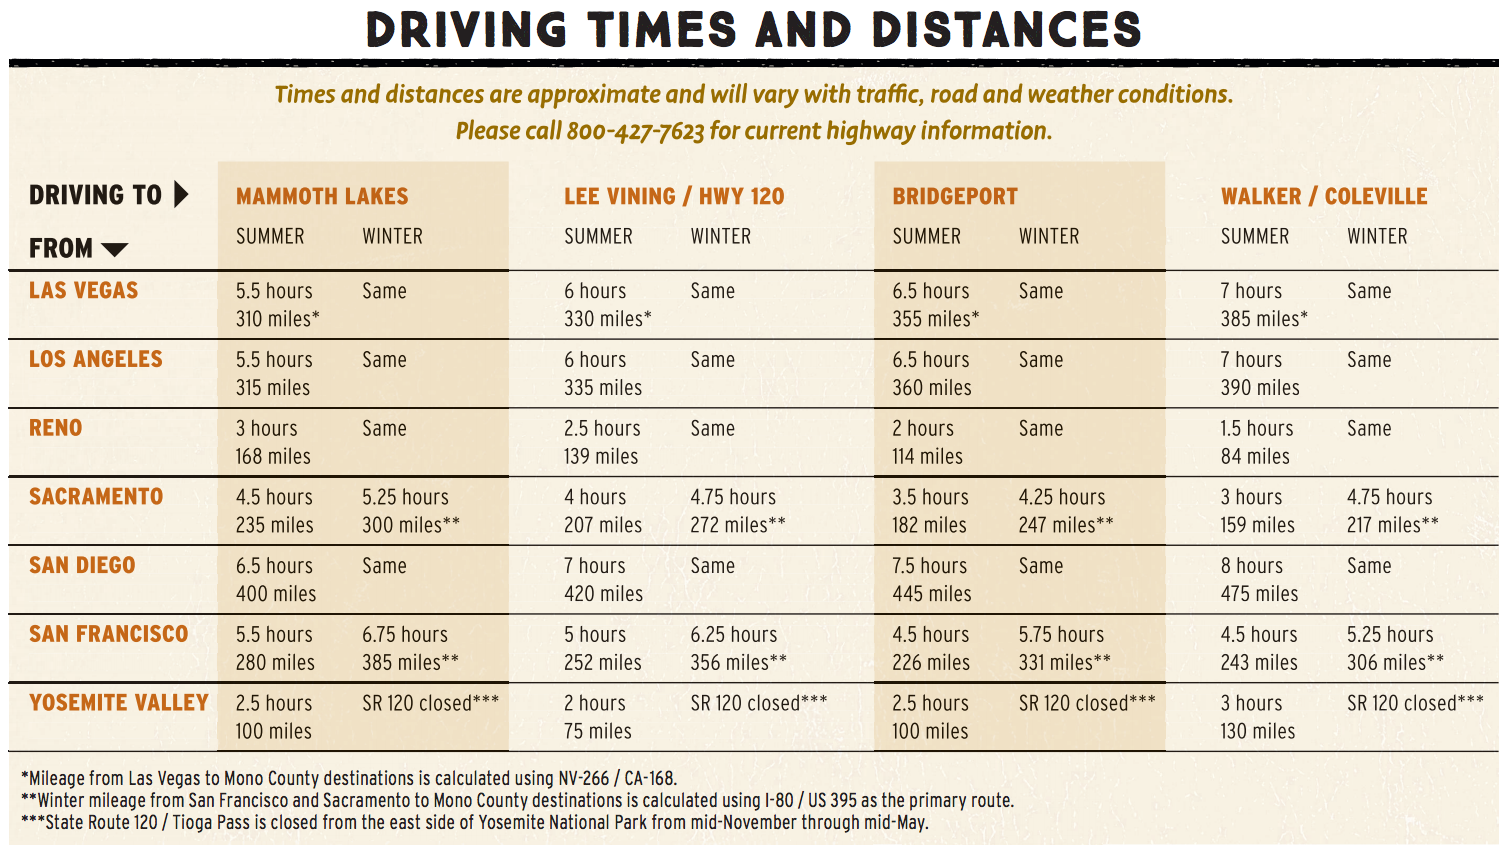 DRIVING TIMES AND DISTANCES
Times and distances are approximate and will vary with traffic, road and weather conditions.
Please call 800-427-7623 for current highway information.
DRIVING TO MAMMOTH LAKES LEE VINING / HWY 120 BRIDGEPORT WALKER / COLEVILLE
FROM SUMMER WINTER SUMMER WINTER SUMMER WINTER SUMMER WINTER
LAS VEGAS 5.5 hours Same 6 hours Same 6.5 hours Same 7 hours Same
310 miles* 330 miles* 355 miles* 385 miles*
LOS ANGELES 5.5 hours Same 6 hours Same 6.5 hours Same 7 hours Same
315 miles 335 miles 360 miles 390 miles
RENO 3 hours Same 2.5 hours Same 2 hours Same 1.5 hours Same
168 miles 139 miles 114 miles 84 miles
SACRAMENTO 4.5 hours 5.25 hours 4 hours 4.75 hours 3.5 hours 4.25 hours 3 hours 4.75 hours
235 miles 300 miles** 207 miles 272 miles** 182 miles 247 miles** 159 miles 217 miles**
SAN DIEGO 6.5 hours Same 7 hours Same 7.5 hours Same 8 hours Same
400 miles 420 miles 445 miles 475 miles
SAN FRANCISCO 5.5 hours 6.75 hours 5 hours 6.25 hours 4.5 hours 5.75 hours 4.5 hours 5.25 hours
280 miles 385 miles** 252 miles 356 miles** 226 miles 331 miles** 243 miles 306 miles**
YOSEMITE VALLEY 2.5 hours SR 120 closed*** 2 hours SR 120 closed*** 2.5 hours SR 120 closed*** 3 hours SR 120 closed***
100 miles 75 miles 100 miles 130 miles
*Mileage from Las Vegas to Mono County destinations is calculated using NV-266 / CA-168.
**Winter mileage from San Francisco and Sacramento to Mono County destinations is calculated using I-80 / US 395 as the primary route.
***State Route 120 / Tioga Pass is closed from the east side of Yosemite National Park from mid-November through mid-May.